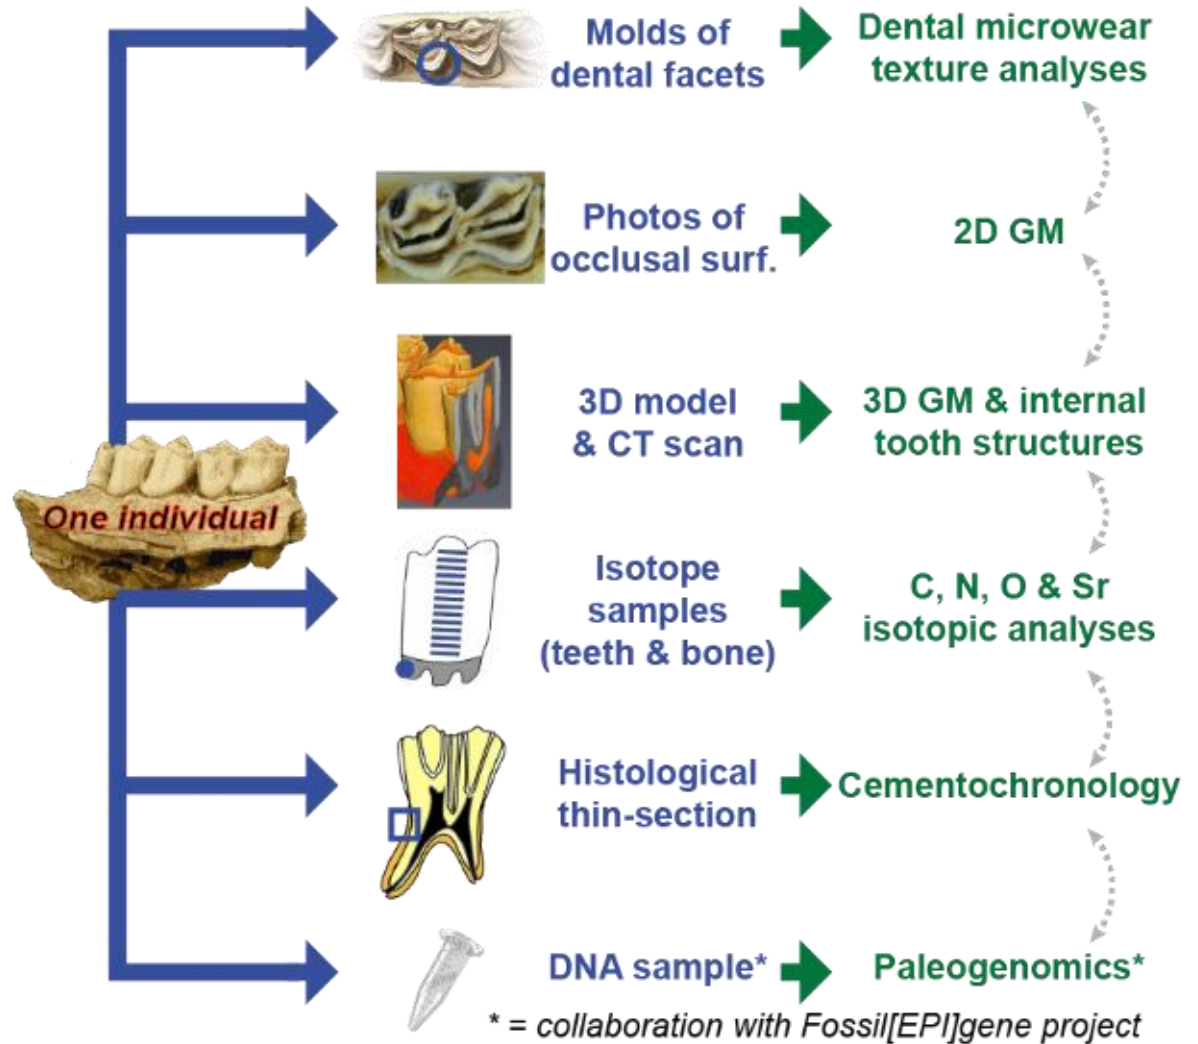 Molds of
dental facets
Dental microwear
texture analyses
Photos of
occlusal surf.
2D GM
3D model
& CT scan
3D GM & internal
tooth structures
One individual
Isotope
samples
(teeth & bone)
C, N, O & Sr
isotopic analyses
Histological
thin-section
Cementochronology
DNA sample*
Paleogenomics*
* = collaboration with Fossil[EPI]gene project